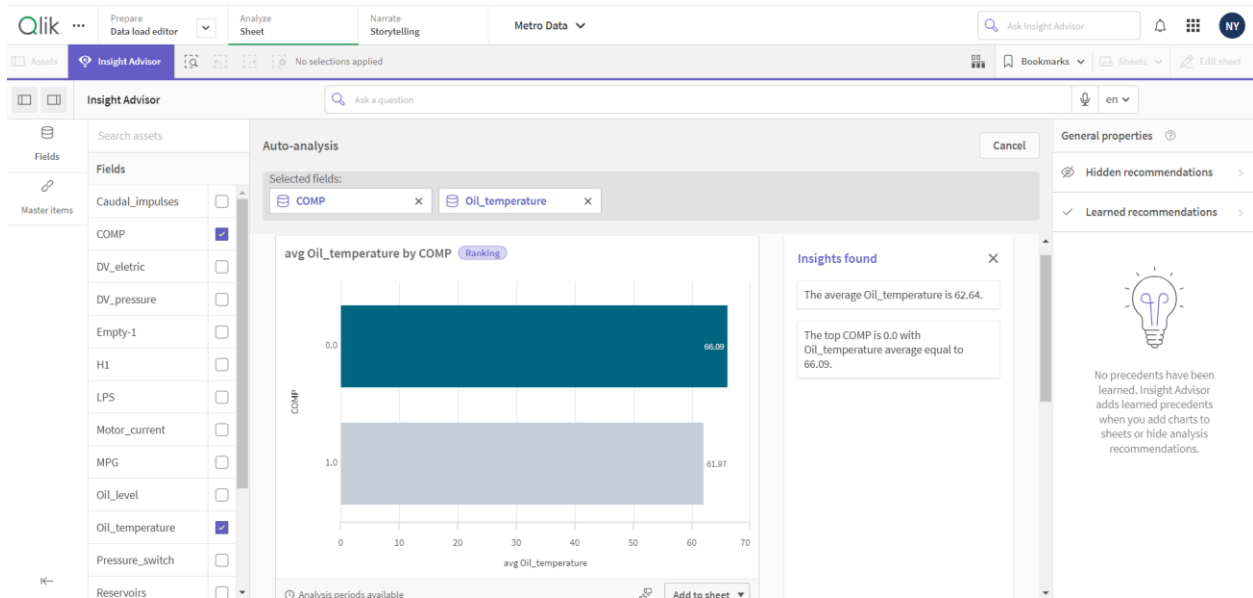 Qlik
Prepare
Data load editor
Analyze
Sheet
Narrate
Storytelling
Metro Data
Ask Insight Advisor
NY
Assets
Insight Advisor
No selections applied
Bookmarks
Sheets
Edit sheet
Insight Advisor
Ask a question
en
Fields
Master items
Search assets
Fields
Caudal_impulses
COMP
DV_eletric
DV_pressure
Empty-1
H1
LPS
Motor_current
MPG
Oil_level
Oil_temperature
Pressure_switch
Reservoirs
Auto-analysis
Cancel
Selected fields:
COMP
Oil_temperature
avg Oil_temperature by COMP Ranking
COMP
0.0
66.09
1.0
61.97
0 10 20 30 40 50 60 70
avg Oil_temperature
Analysis periods available
Add to sheet
Insights found
The average Oil_temperature is 62.64.
The top COMP is 0.0 with
Oil_temperature average equal to
66.09.
General properties
Hidden recommendations
Learned recommendations
No precedents have been
learned. Insight Advisor
adds learned precedents
when you add charts to
sheets or hide analysis
recommendations.